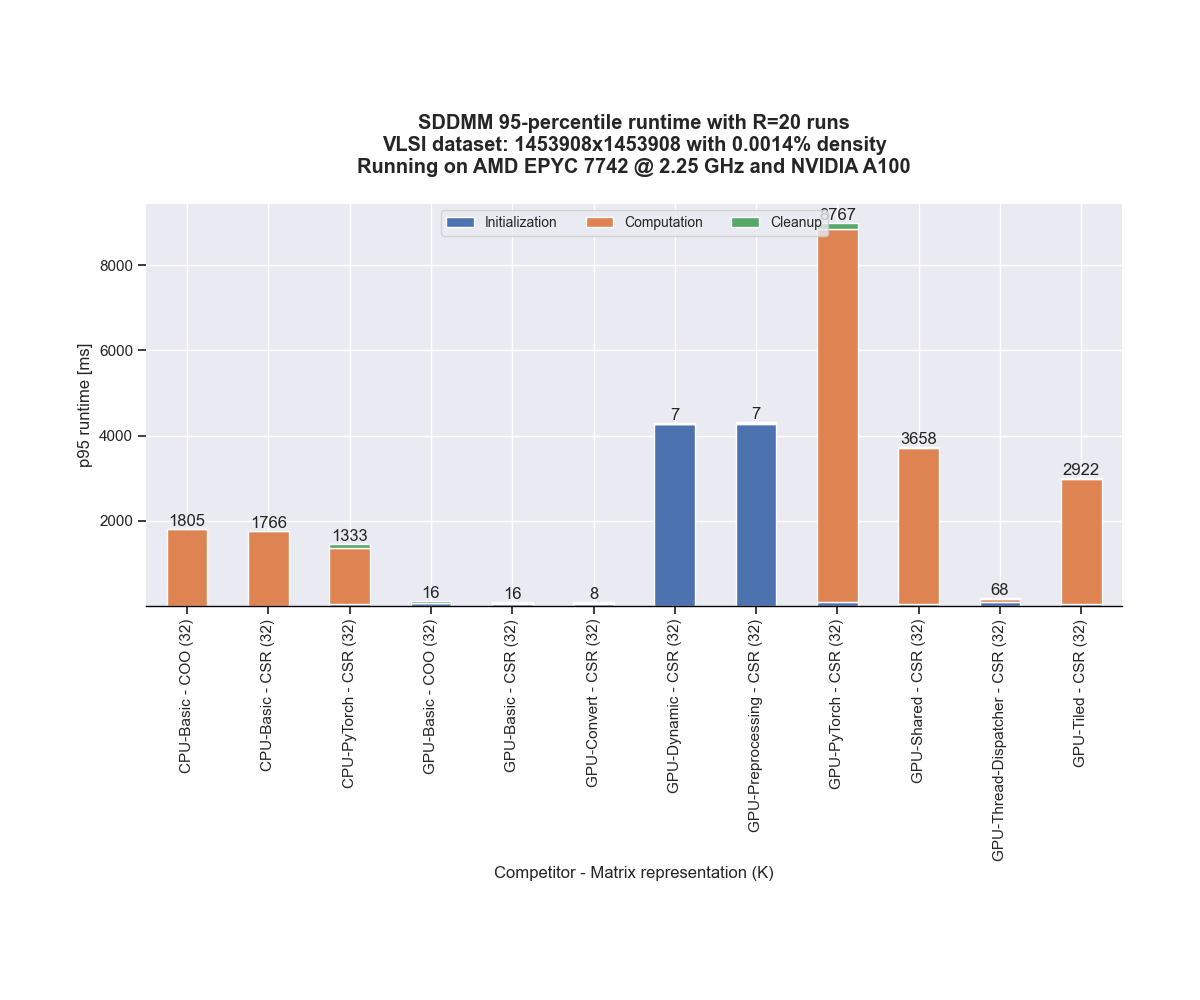 SDDMM 95-percentile runtime with R=20 runs
VLSI dataset: 1453908x1453908 with 0.0014% density
Running on AMD EPYC 7742 @ 2.25 GHz and NVIDIA A100
Initialization Computation Cleanup
8767
8000
6000
4000
2000
p95 runtime [ms]
1805
1766
1333
16
16
8
7
7
3658
68
2922
CPU-Basic - COO (32)
CPU-Basic - CSR (32)
CPU-PyTorch - CSR (32)
GPU-Basic - COO (32)
GPU-Basic - CSR (32)
GPU-Convert - CSR (32)
GPU-Dynamic - CSR (32)
GPU-Preprocessing - CSR (32)
GPU-PyTorch - CSR (32)
GPU-Shared - CSR (32)
GPU-Thread-Dispatcher - CSR (32)
GPU-Tiled - CSR (32)
Competitor - Matrix representation (K)